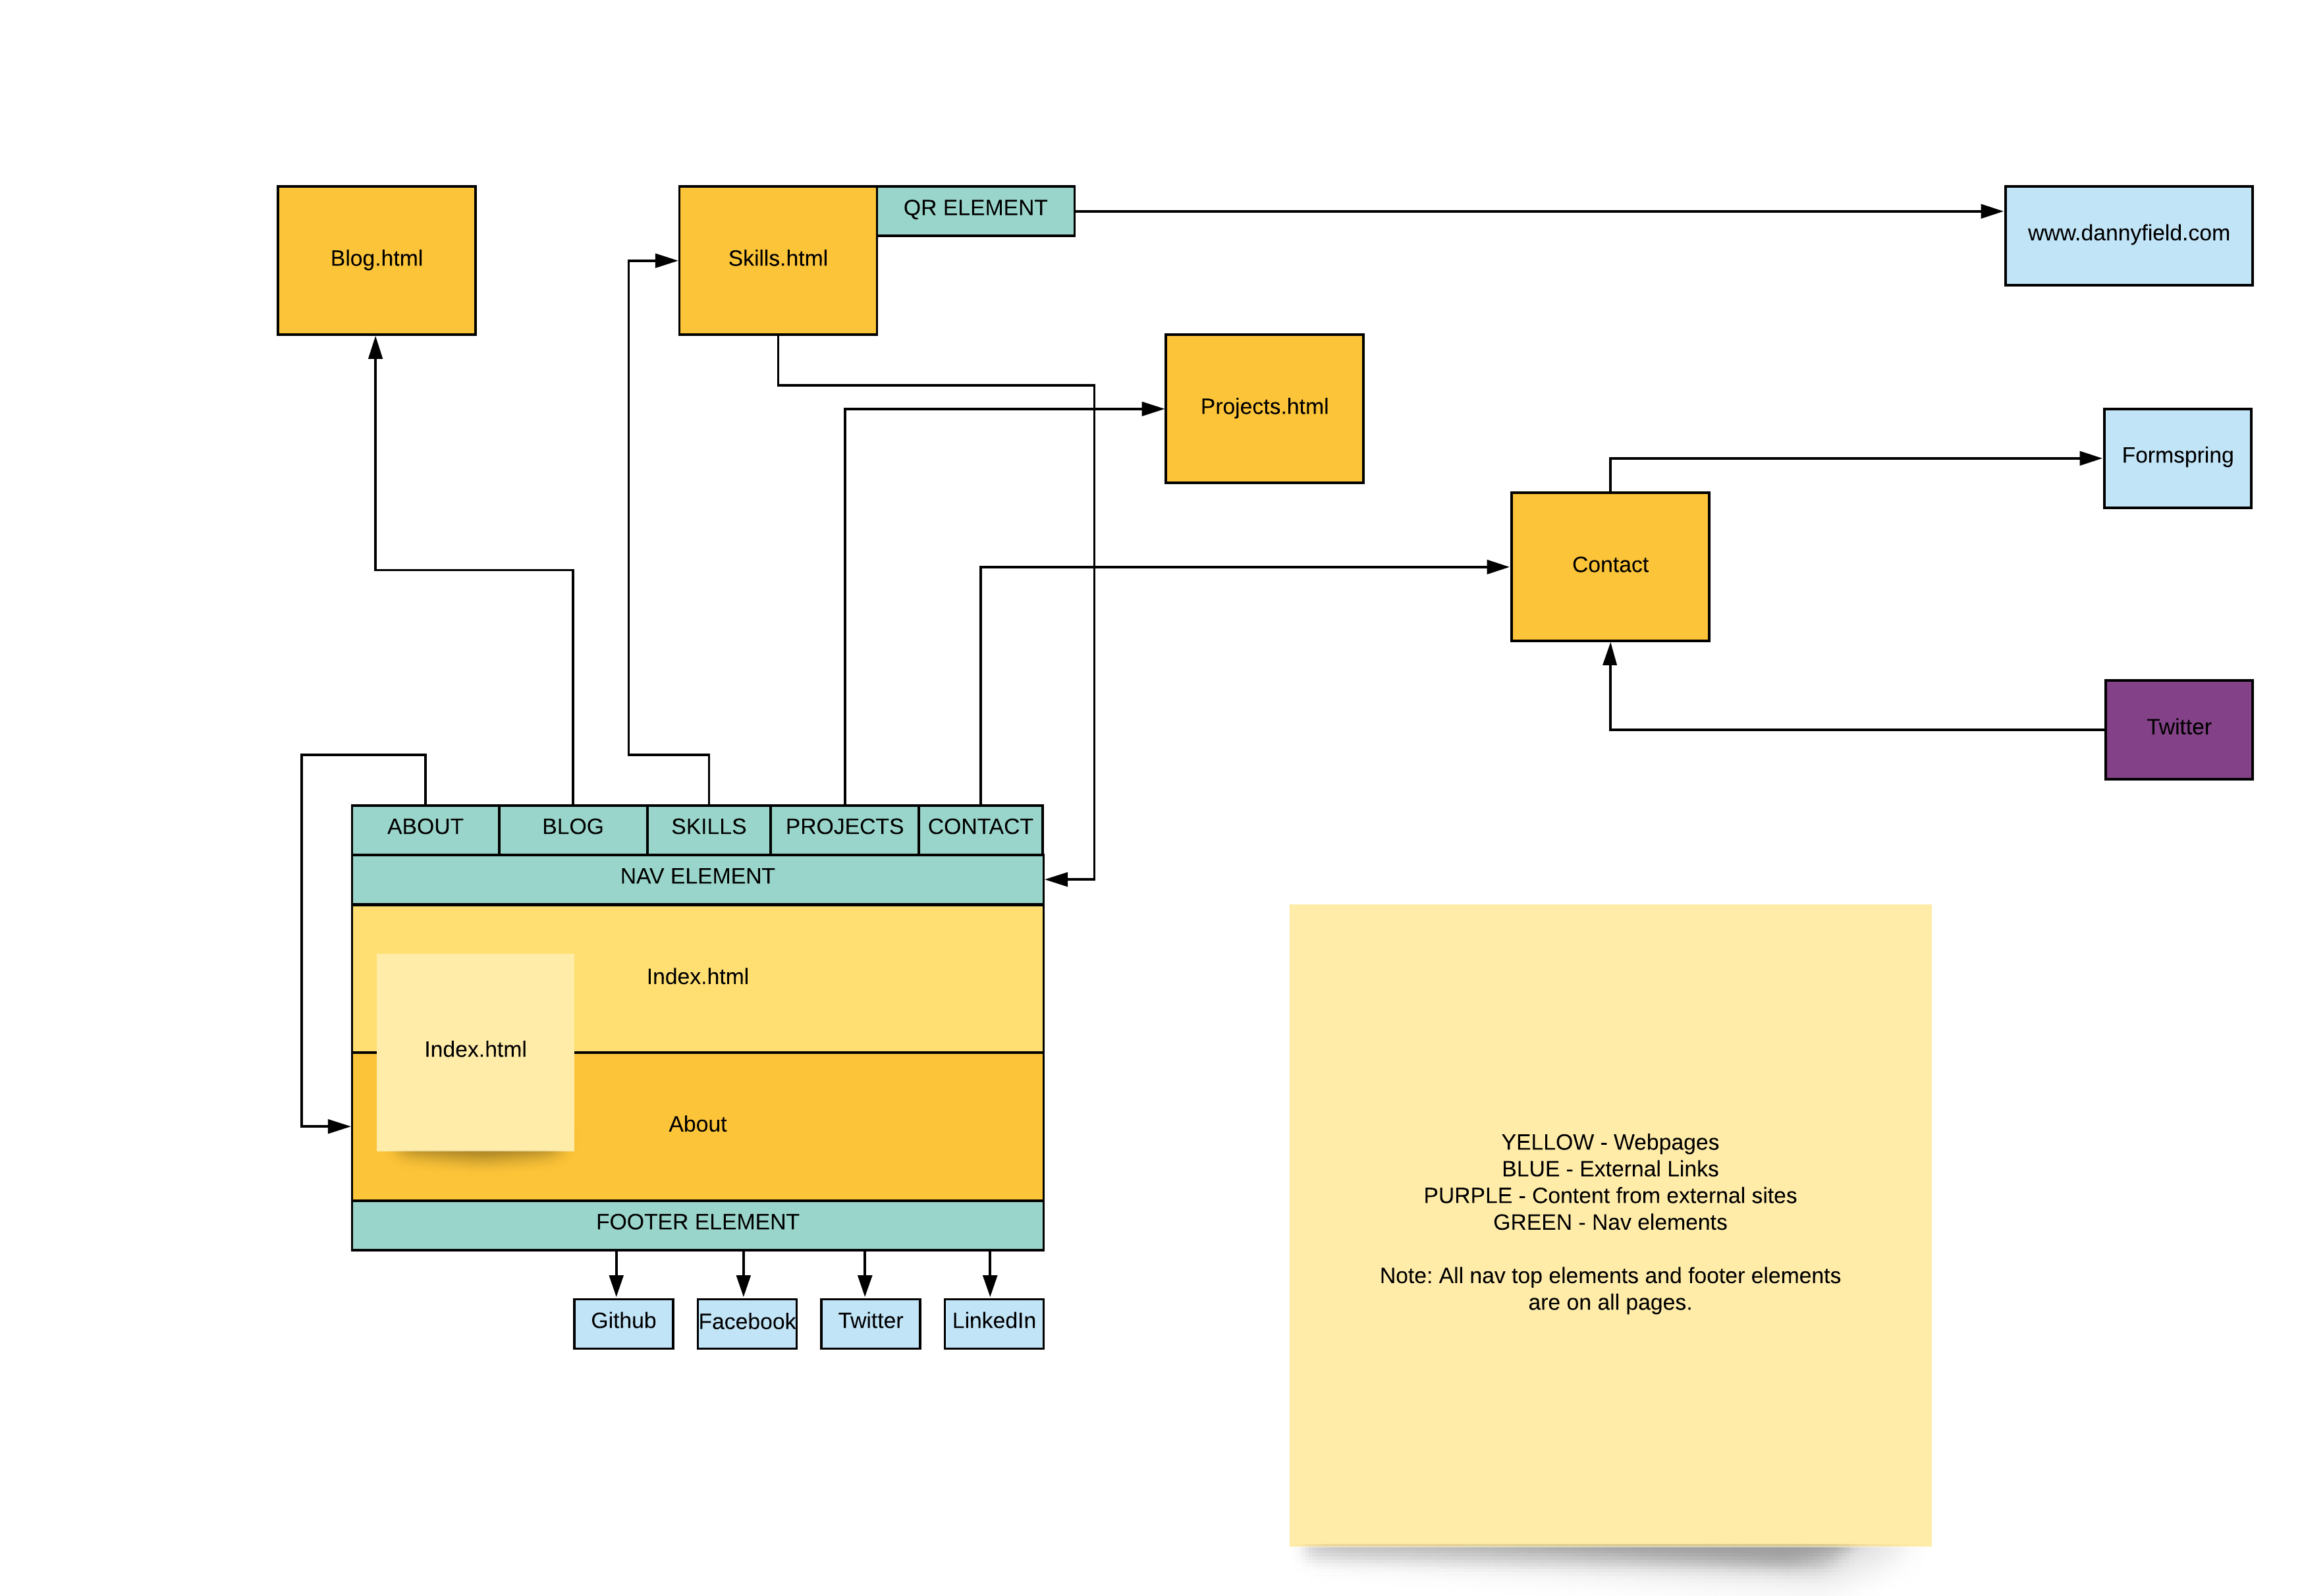 Blog.html
Skills.html
QR ELEMENT
www.dannyfield.com
Projects.html
Formspring
Contact
Twitter
ABOUT
BLOG
SKILLS
PROJECTS
CONTACT
NAV ELEMENT
Index.html
Index.html
About
FOOTER ELEMENT
Github
Facebook
Twitter
LinkedIn
YELLOW - Webpages
BLUE - External Links
PURPLE - Content from external sites
GREEN - Nav elements
Note: All nav top elements and footer elements
are on all pages.